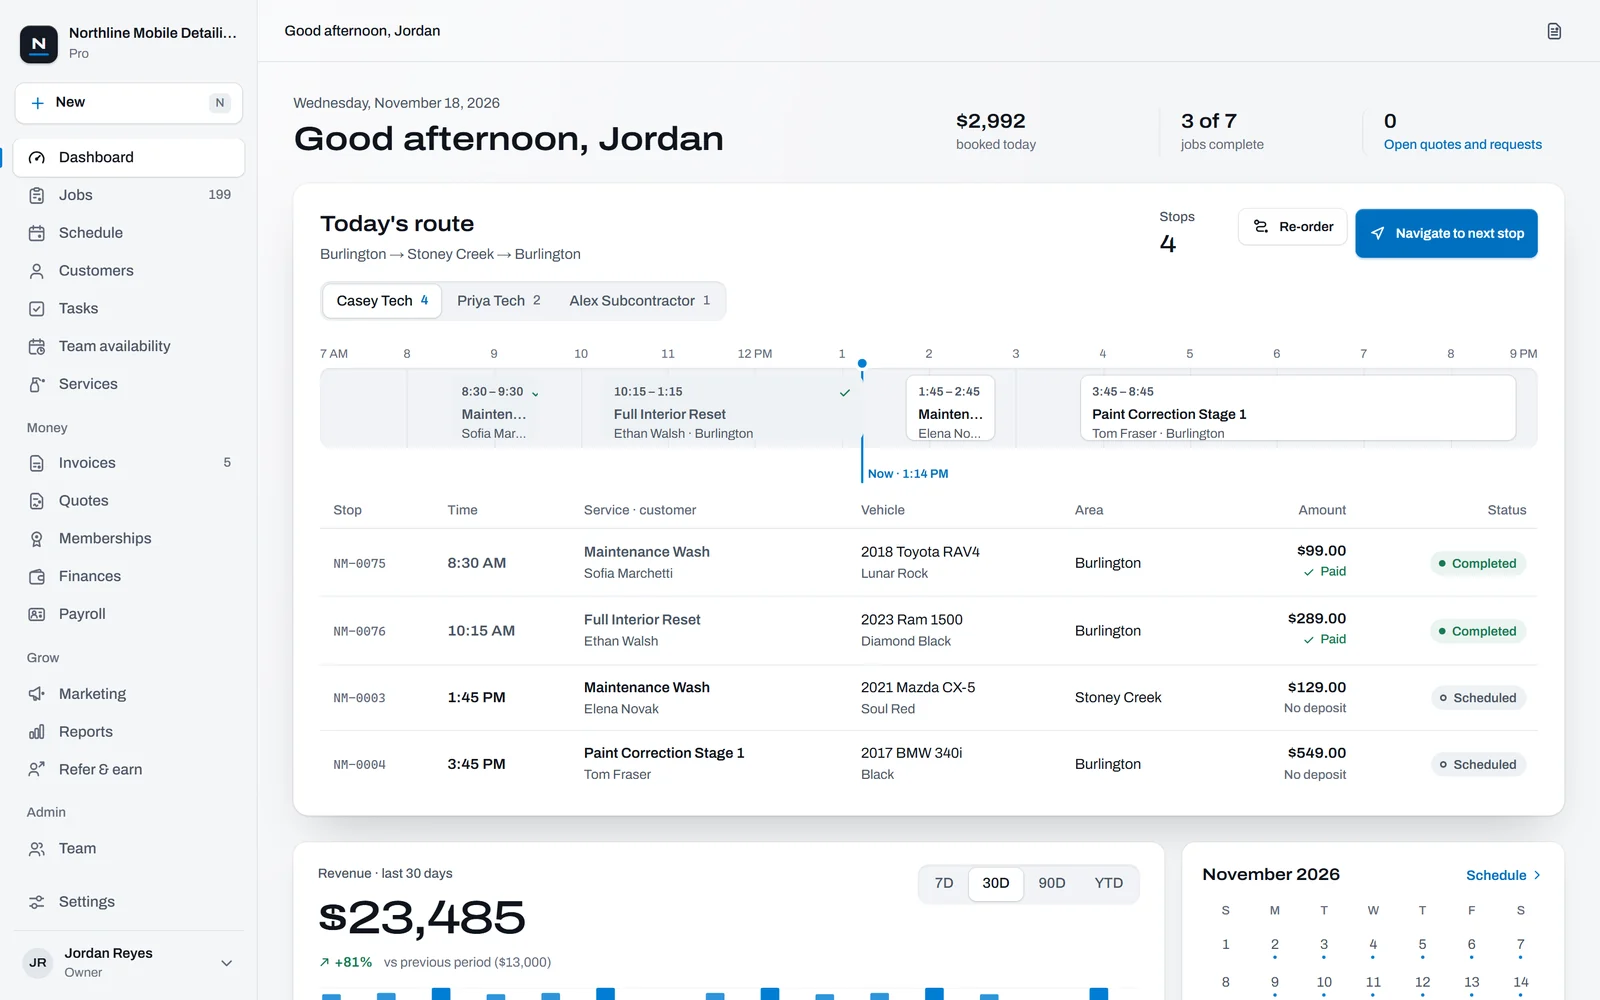 N
Northline Mobile Detaili...
Pro
New
N
Dashboard
Jobs 199
Schedule
Customers
Tasks
Team availability
Services
Money
Invoices 5
Quotes
Memberships
Finances
Payroll
Grow
Marketing
Reports
Refer & earn
Admin
Team
Settings
JR
Jordan Reyes
Owner
Good afternoon, Jordan
Wednesday, November 18, 2026
Good afternoon, Jordan
$2,992
booked today
3 of 7
jobs complete
0
Open quotes and requests
Today's route
Burlington → Stoney Creek → Burlington
Stops
4
Re-order
Navigate to next stop
Casey Tech 4
Priya Tech 2
Alex Subcontractor 1
7 AM 8 9 10 11 12 PM 1 2 3 4 5 6 7 8 9 PM
8:30 – 9:30
Mainten...
Sofia Mar...
10:15 – 1:15
Full Interior Reset
Ethan Walsh · Burlington
1:45 – 2:45
Mainten...
Elena No...
3:45 – 8:45
Paint Correction Stage 1
Tom Fraser · Burlington
Now · 1:14 PM
Stop Time Service · customer Vehicle Area Amount Status
NM-0075 8:30 AM Maintenance Wash 2018 Toyota RAV4 Burlington $99.00 Completed
Sofia Marchetti Lunar Rock Paid
NM-0076 10:15 AM Full Interior Reset 2023 Ram 1500 Burlington $289.00 Completed
Ethan Walsh Diamond Black Paid
NM-0003 1:45 PM Maintenance Wash 2021 Mazda CX-5 Stoney Creek $129.00 Scheduled
Elena Novak Soul Red No deposit
NM-0004 3:45 PM Paint Correction Stage 1 2017 BMW 340i Burlington $549.00 Scheduled
Tom Fraser Black No deposit
Revenue · last 30 days
$23,485
+81% vs previous period ($13,000)
7D 30D 90D YTD
November 2026
Schedule
S M T W T F S
1 2 3 4 5 6 7
8 9 10 11 12 13 14